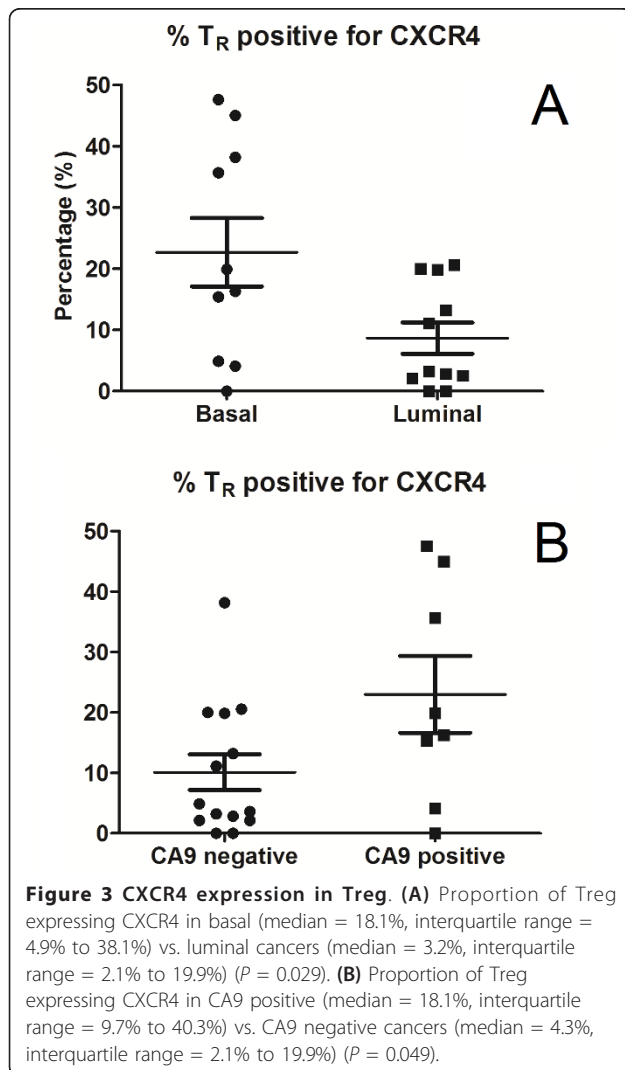 % TR positive for CXCR4
A
50
40
30
20
10
0
Percentage (%)
Basal Luminal
% TR positive for CXCR4
B
50
40
30
20
10
0
CA9 negative CA9 positive
Figure 3 CXCR4 expression in Treg. (A) Proportion of Treg
expressing CXCR4 in basal (median = 18.1%, interquartile range =
4.9% to 38.1%) vs. luminal cancers (median = 3.2%, interquartile
range = 2.1% to 19.9%) (P = 0.029). (B) Proportion of Treg
expressing CXCR4 in CA9 positive (median = 18.1%, interquartile
range = 9.7% to 40.3%) vs. CA9 negative cancers (median = 4.3%,
interquartile range = 2.1% to 19.9%) (P = 0.049).